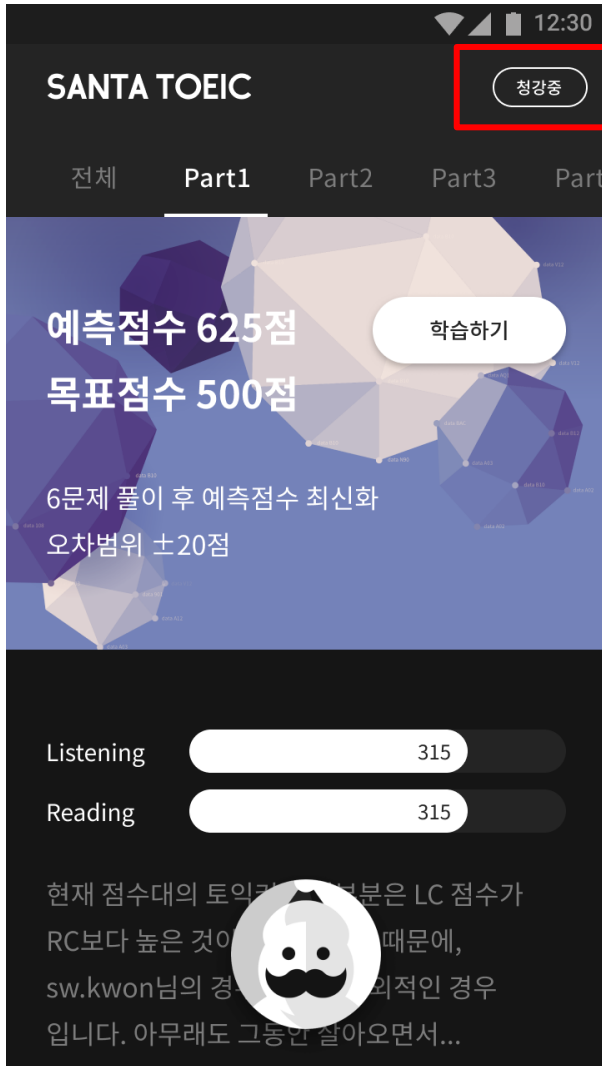 12:30
SANTA TOEIC
청강중
전체 Part1 Part2 Part3 Part
예측점수 625점
학습하기
목표점수 500점
6문제 풀이 후 예측점수 최신화
오차범위 ±20점
Listening 315
Reading 315
현재 점수대의 토익 은 LC 점수가
RC보다 높은 것이 때문에,
sw.kwon님의 경 외적인 경우
입니다. 아무래도 그동안 살아오면서...